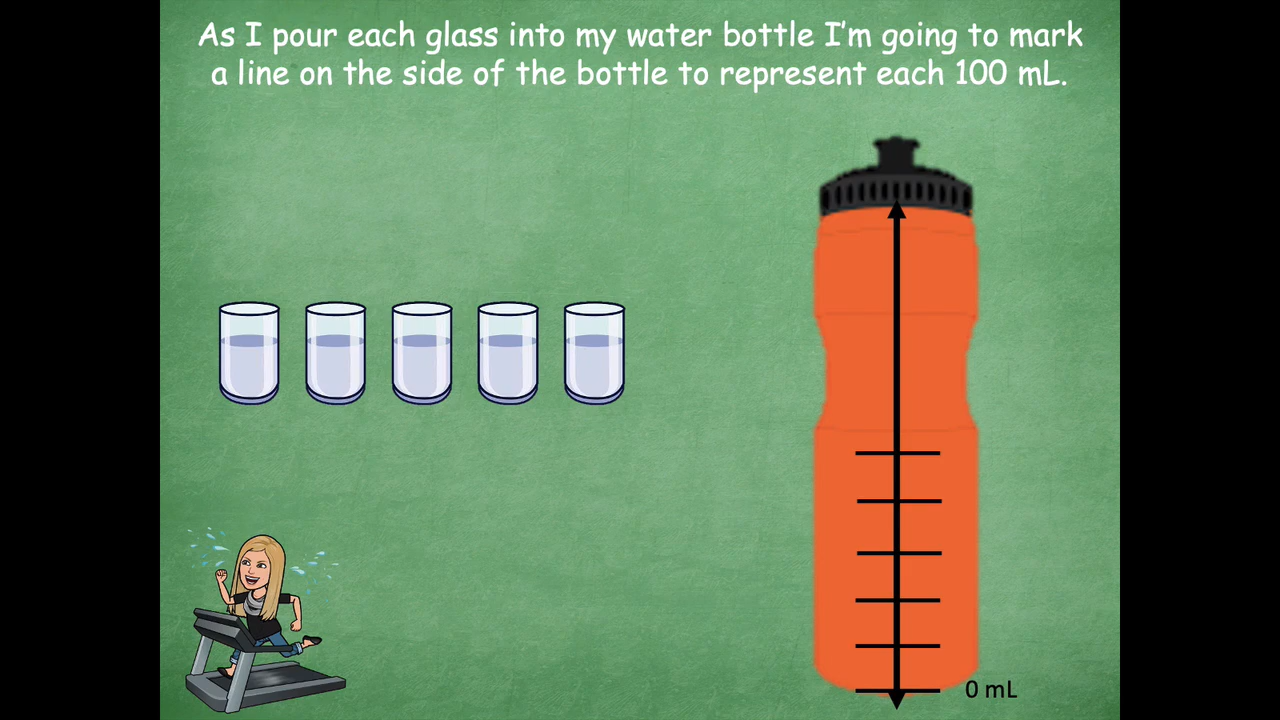 As I pour each glass into my water bottle I'm going to mark
a line on the side of the bottle to represent each 100 mL.
0 mL